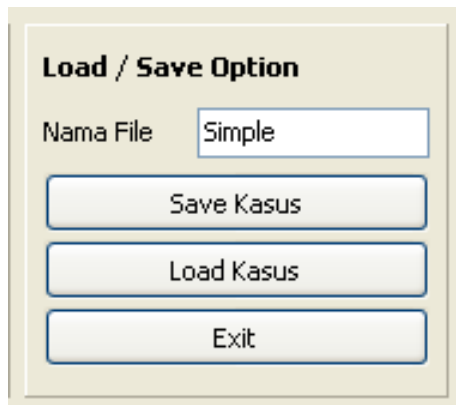 Load / Save Option
Nama File Simple
Save Kasus
Load Kasus
Exit